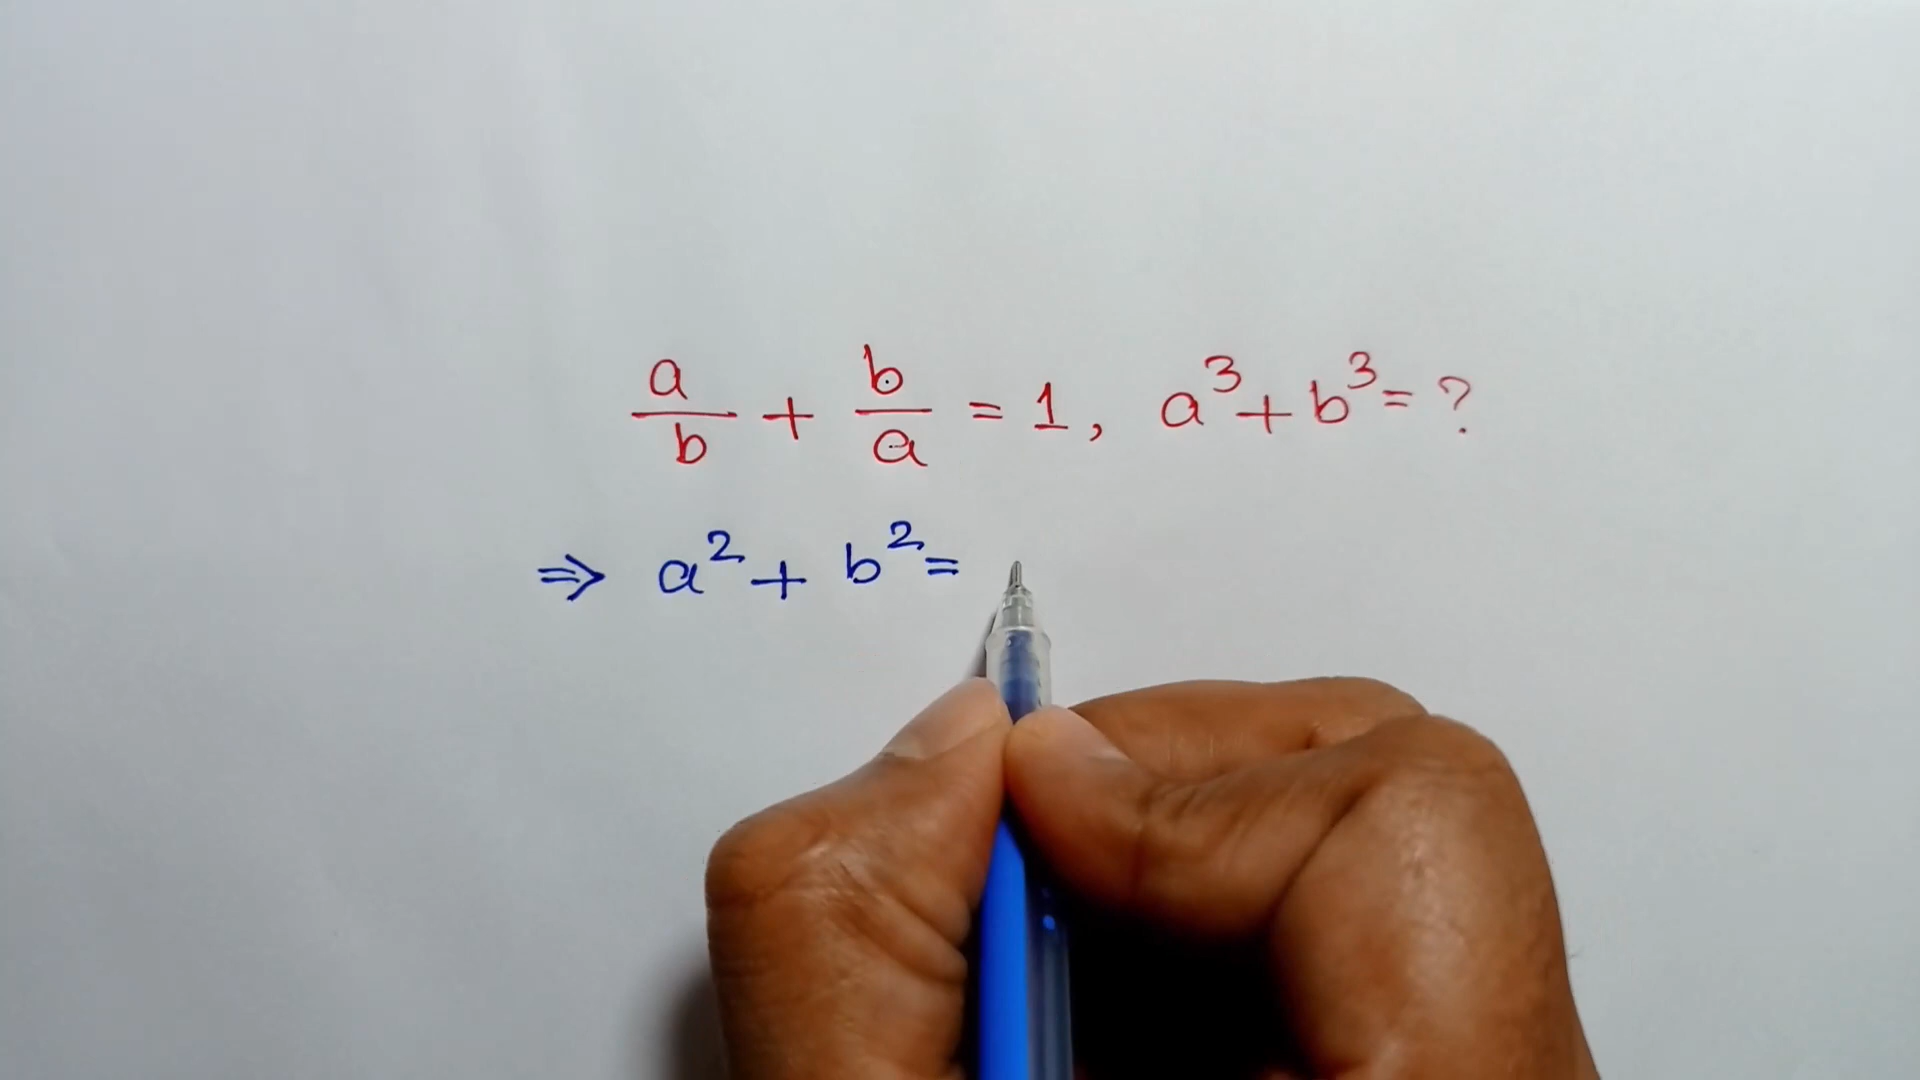 a/b + b/a = 1, a³ + b³ = ?
⇒ a² + b² =